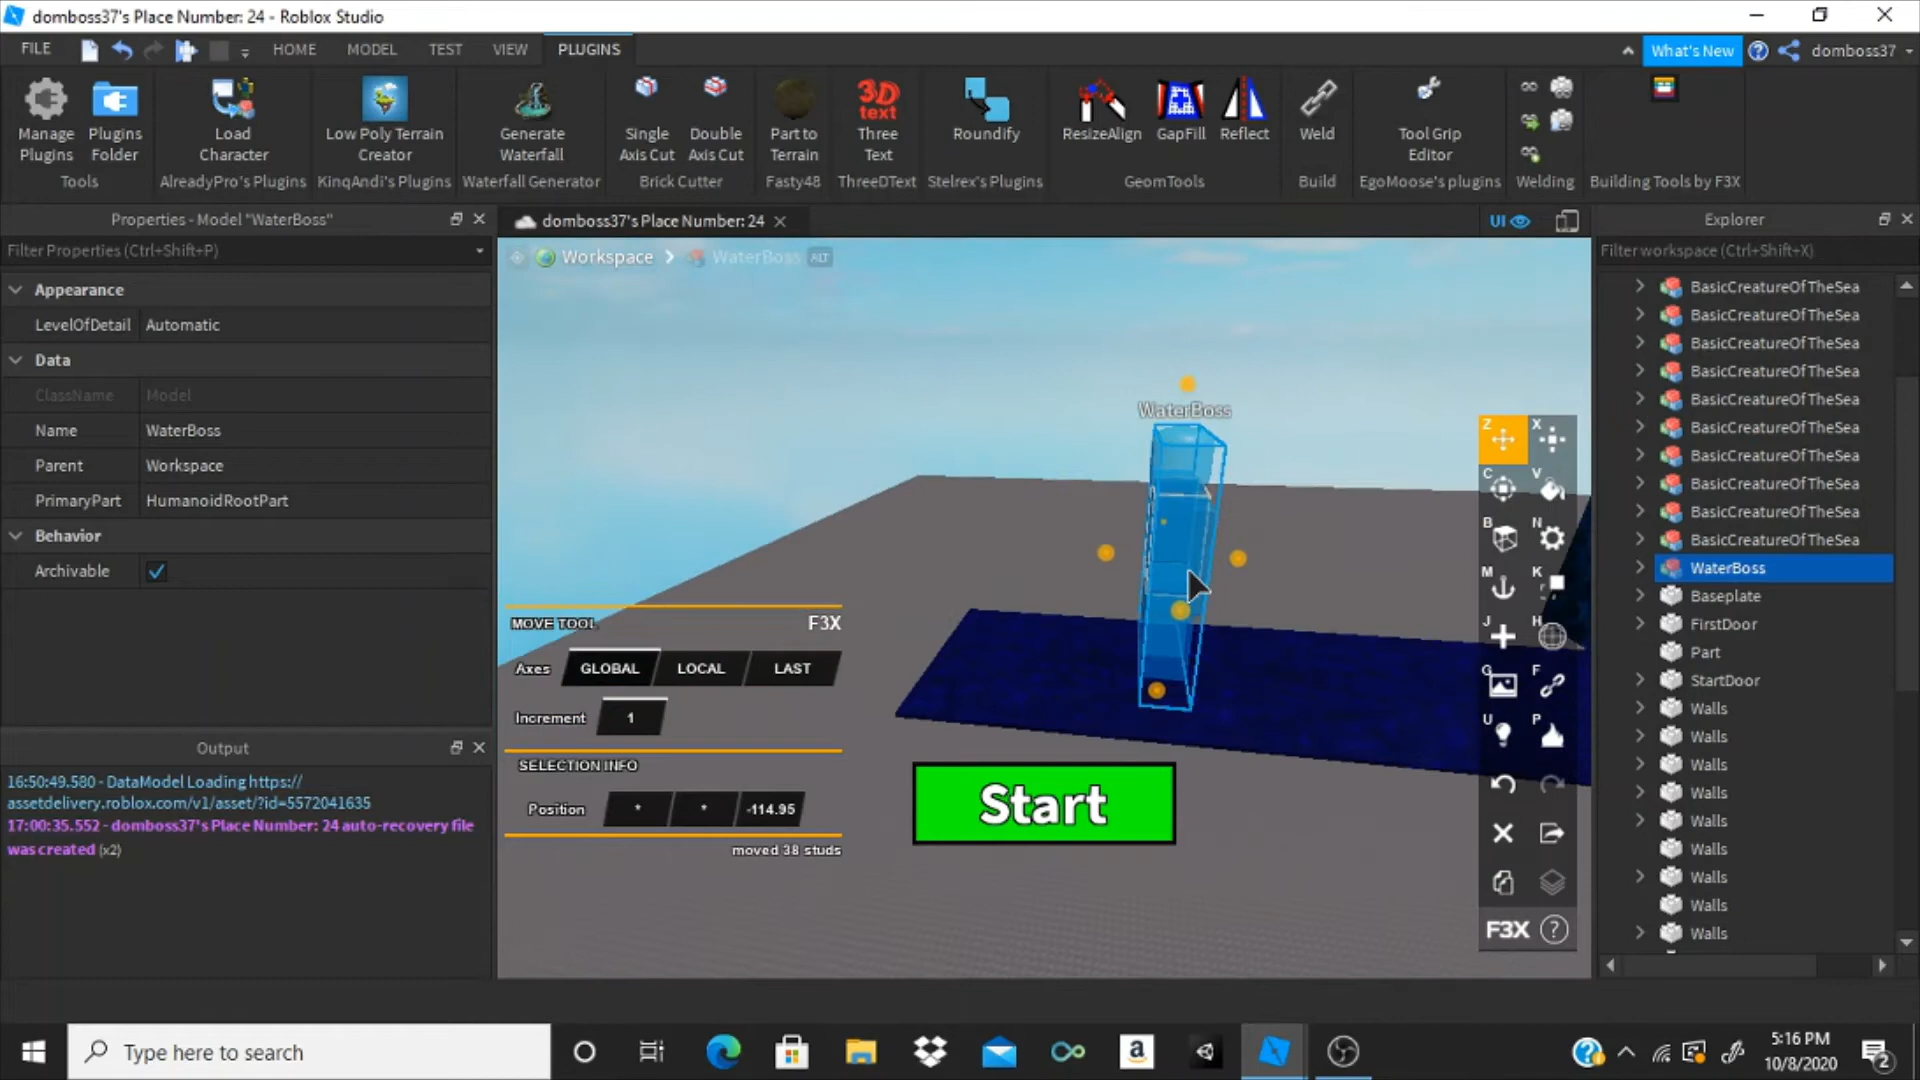 domboss37's Place Number: 24 - Roblox Studio
FILE
HOME
MODEL
TEST
VIEW
PLUGINS
What's New
domboss37
Manage Plugins
Plugins Folder
Load Character
Low Poly Terrain Creator
Generate Waterfall
Single Axis Cut
Double Axis Cut
Part to Terrain
3D text
Three Text
Roundify
ResizeAlign
GapFill
Reflect
Weld
Tool Grip Editor
Tools
AlreadyPro's Plugins
KinqAndi's Plugins
Waterfall Generator
Brick Cutter
Fasty48
ThreeDText
Stelrex's Plugins
GeomTools
Build
EgoMoose's plugins
Welding
Building Tools by F3X
Properties - Model "WaterBoss"
Filter Properties (Ctrl+Shift+P)
Appearance
LevelOfDetail Automatic
Data
ClassName Model
Name WaterBoss
Parent Workspace
PrimaryPart HumanoidRootPart
Behavior
Archivable
Output
16:50:49.580 - DataModel Loading https://
assetdelivery.roblox.com/v1/asset/?id=5572041635
17:00:35.552 - domboss37's Place Number: 24 auto-recovery file
was created (x2)
domboss37's Place Number: 24
UI
Workspace
WaterBoss
ALT
WaterBoss
MOVE TOOL
F3X
Axes
GLOBAL
LOCAL
LAST
Increment
1
SELECTION INFO
Position
*
*
-114.95
moved 38 studs
Start
Z
X
C
V
B
N
M
K
J
H
G
F
U
P
F3X
?
Explorer
Filter workspace (Ctrl+Shift+X)
BasicCreatureOfTheSea
BasicCreatureOfTheSea
BasicCreatureOfTheSea
BasicCreatureOfTheSea
BasicCreatureOfTheSea
BasicCreatureOfTheSea
BasicCreatureOfTheSea
BasicCreatureOfTheSea
BasicCreatureOfTheSea
BasicCreatureOfTheSea
WaterBoss
Baseplate
FirstDoor
Part
StartDoor
Walls
Walls
Walls
Walls
Walls
Walls
Walls
Walls
Walls
Type here to search
a
5:16 PM
10/8/2020
2